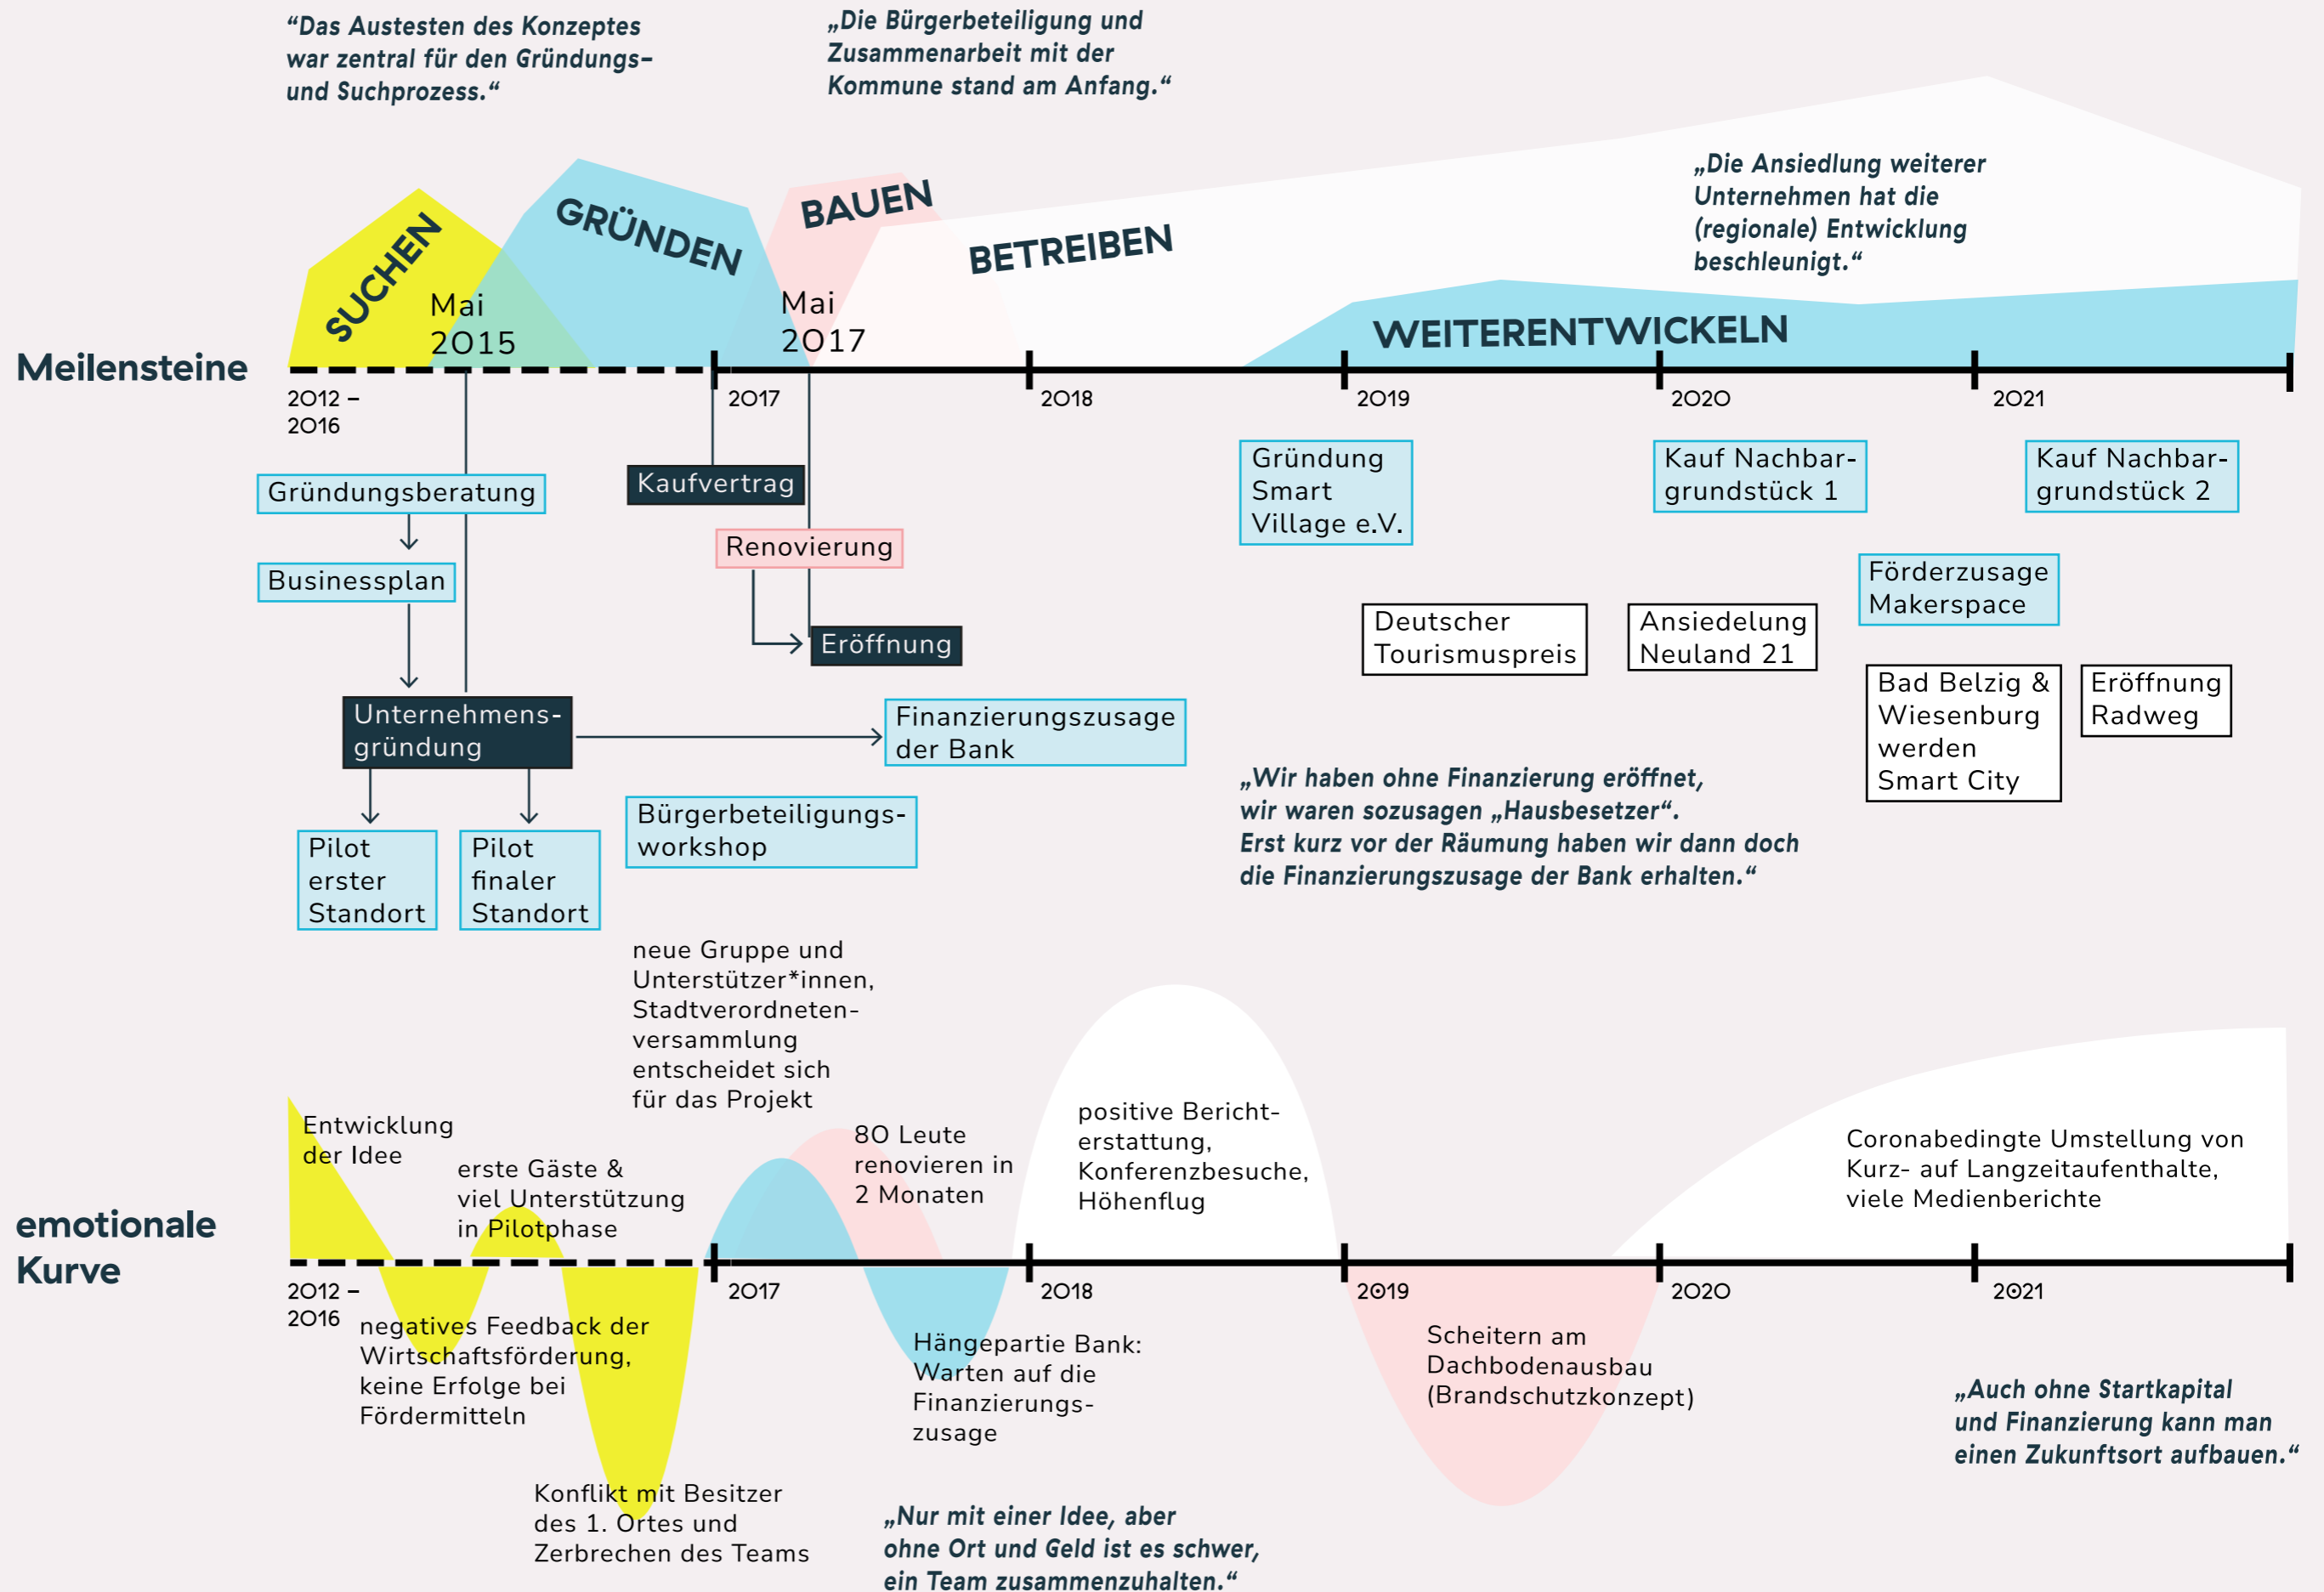 “Das Austesten des Konzeptes
war zentral für den Gründungs-
und Suchprozess.“
„Die Bürgerbeteiligung und
Zusammenarbeit mit der
Kommune stand am Anfang.“
„Die Ansiedlung weiterer
Unternehmen hat die
(regionale) Entwicklung
beschleunigt.“
SUCHEN
GRÜNDEN
BAUEN
BETREIBEN
WEITERENTWICKELN
Mai
2015
Mai
2017
Meilensteine
2012 –
2016
2017
2018
2019
2020
2021
Gründungsberatung
Businessplan
Unternehmens-
gründung
Pilot
erster
Standort
Pilot
finaler
Standort
Kaufvertrag
Renovierung
Eröffnung
Finanzierungszusage
der Bank
Bürgerbeteiligungs-
workshop
Gründung
Smart
Village e.V.
Kauf Nachbar-
grundstück 1
Kauf Nachbar-
grundstück 2
Förderzusage
Makerspace
Deutscher
Tourismuspreis
Ansiedelung
Neuland 21
Bad Belzig &
Wiesenburg
werden
Smart City
Eröffnung
Radweg
„Wir haben ohne Finanzierung eröffnet,
wir waren sozusagen „Hausbesetzer“.
Erst kurz vor der Räumung haben wir dann doch
die Finanzierungszusage der Bank erhalten.“
neue Gruppe und
Unterstützer*innen,
Stadtverordneten-
versammlung
entscheidet sich
für das Projekt
Entwicklung
der Idee
erste Gäste &
viel Unterstützung
in Pilotphase
80 Leute
renovieren in
2 Monaten
positive Bericht-
erstattung,
Konferenzbesuche,
Höhenflug
Coronabedingte Umstellung von
Kurz- auf Langzeitaufenthalte,
viele Medienberichte
emotionale
Kurve
2012 –
2016
2017
2018
2019
2020
2021
negatives Feedback der
Wirtschaftsförderung,
keine Erfolge bei
Fördermitteln
Hängepartie Bank:
Warten auf die
Finanzierungs-
zusage
Scheitern am
Dachbodenausbau
(Brandschutzkonzept)
„Auch ohne Startkapital
und Finanzierung kann man
einen Zukunftsort aufbauen.“
Konflikt mit Besitzer
des 1. Ortes und
Zerbrechen des Teams
„Nur mit einer Idee, aber
ohne Ort und Geld ist es schwer,
ein Team zusammenzuhalten.“